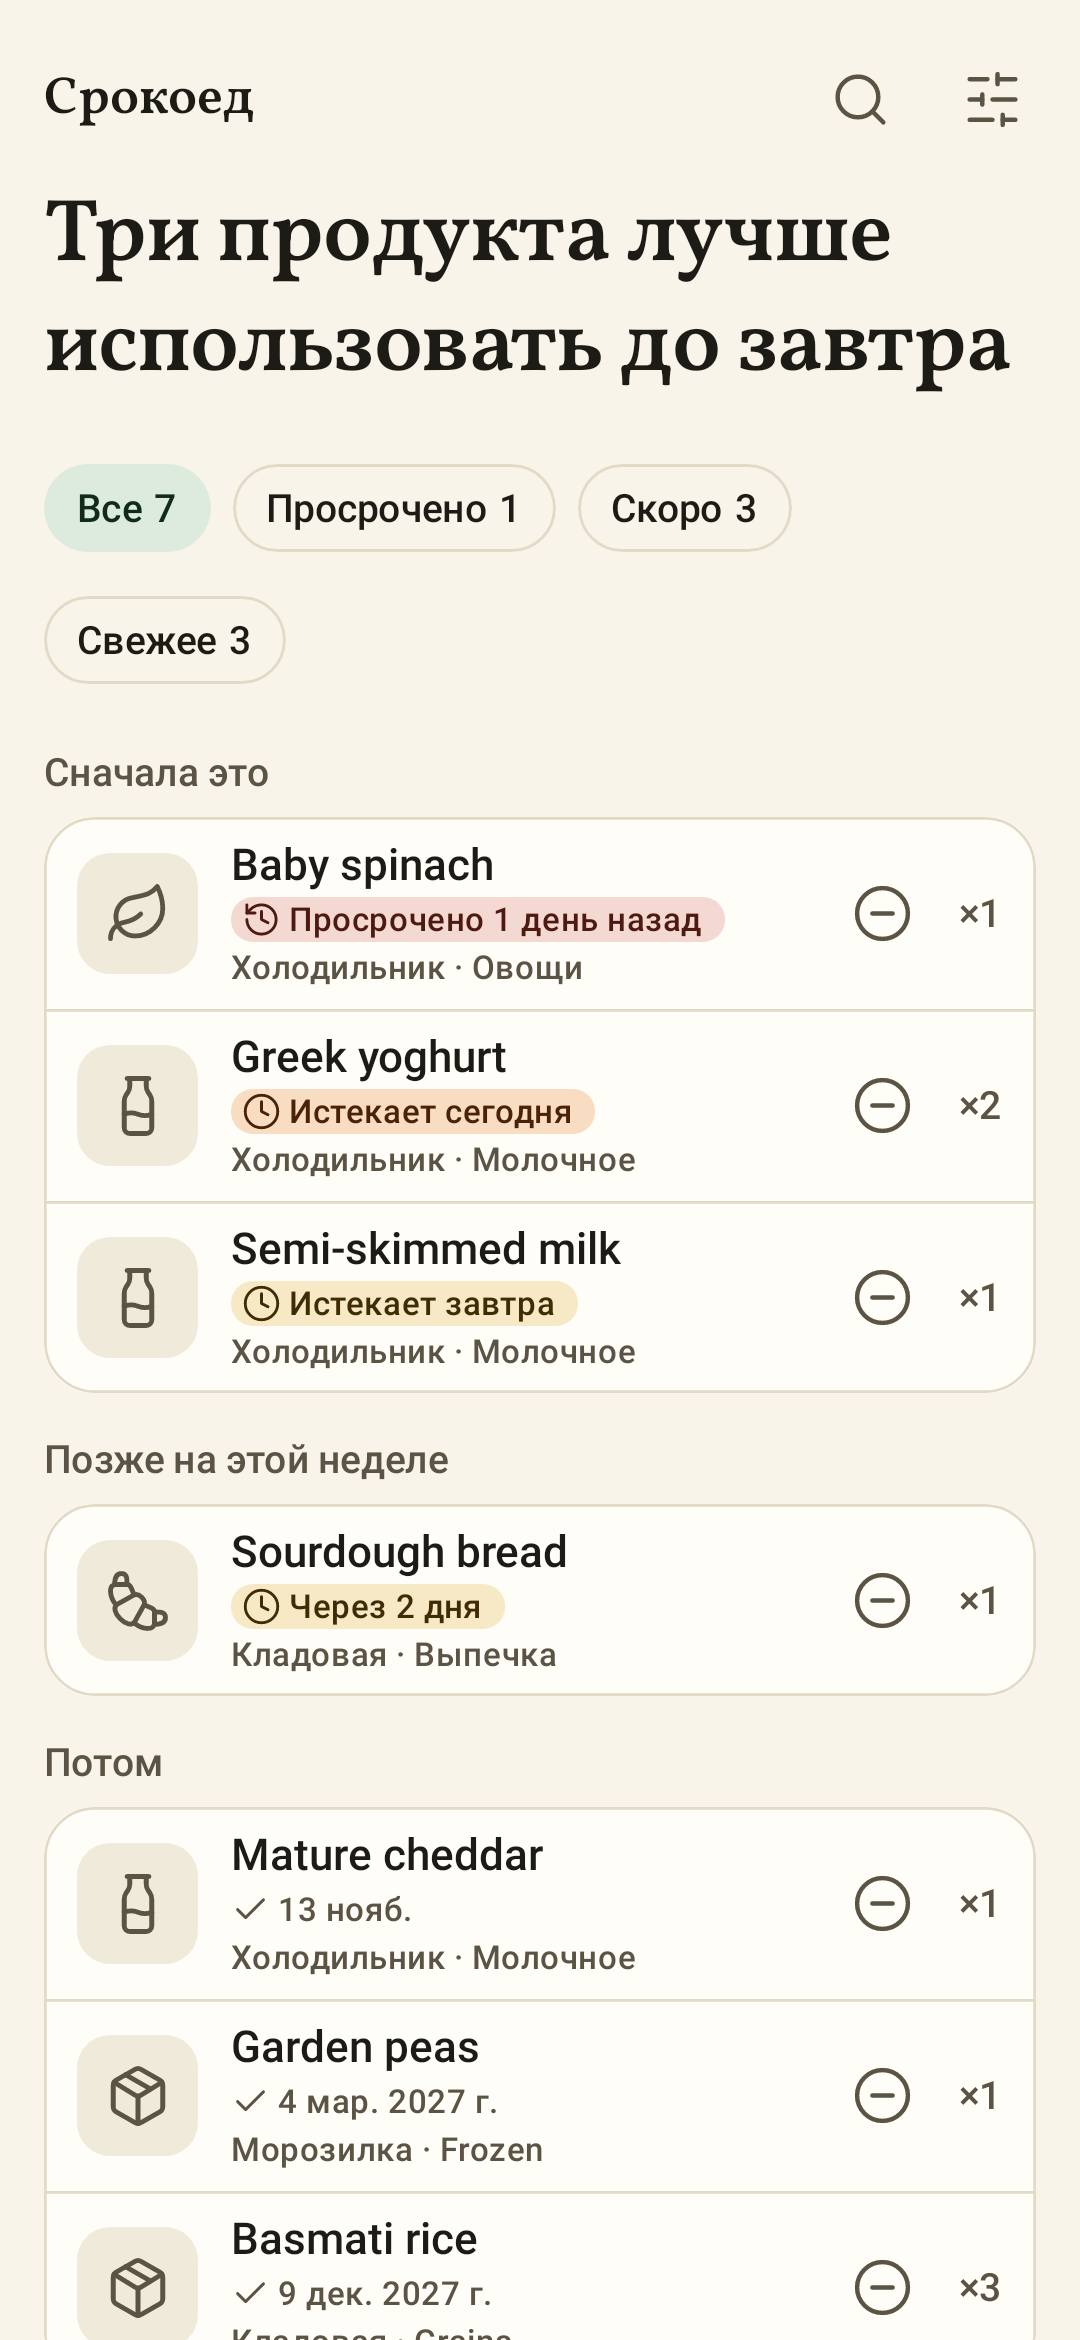 Срокоед
Три продукта лучше
использовать до завтра
Все 7
Просрочено 1
Скоро 3
Свежее 3
Сначала это
Baby spinach
Просрочено 1 день назад
Холодильник · Овощи
×1
Greek yoghurt
Истекает сегодня
Холодильник · Молочное
×2
Semi-skimmed milk
Истекает завтра
Холодильник · Молочное
×1
Позже на этой неделе
Sourdough bread
Через 2 дня
Кладовая · Выпечка
×1
Потом
Mature cheddar
13 нояб.
Холодильник · Молочное
×1
Garden peas
4 мар. 2027 г.
Морозилка · Frozen
×1
Basmati rice
9 дек. 2027 г.
Кладовая · Grains
×3